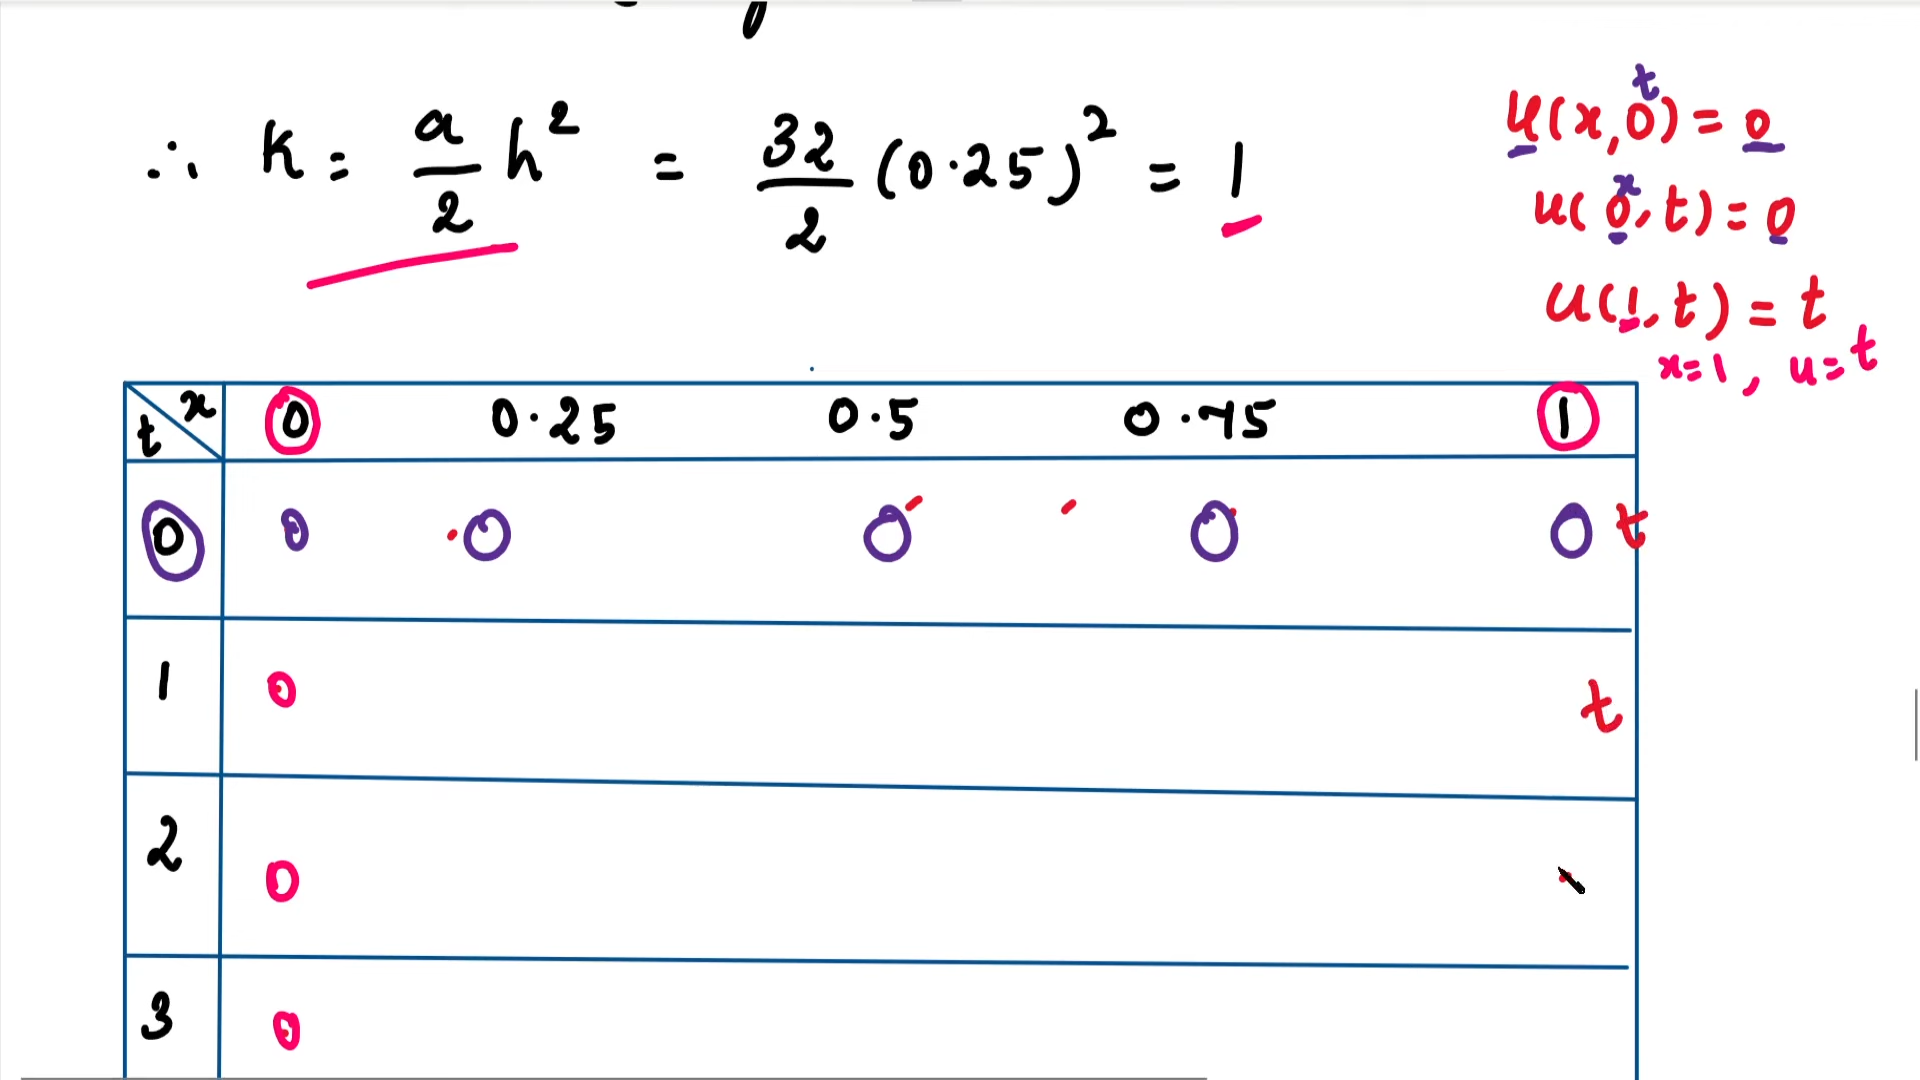 ∴ k = a/2 h² = 32/2 (0.25)² = 1
t
u(x,0) = 0
x
u(0,t) = 0
u(1,t) = t
x=1, u=t
t x 0 0.25 0.5 0.75 1
0 0 0 0 0 0 t
1 0 t
2 0
3 0